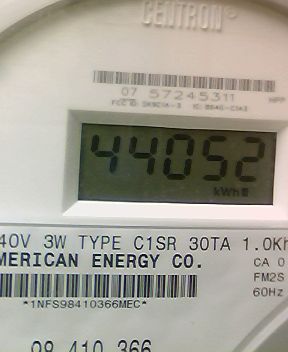 CENTRON®
07 57245311
44052
kWh
40V 3W TYPE C1SR 30TA 1.0Kh
MERICAN ENERGY CO.
CA 0
FM2S
60Hz
*1NFS98410366MEC*
98 410 366